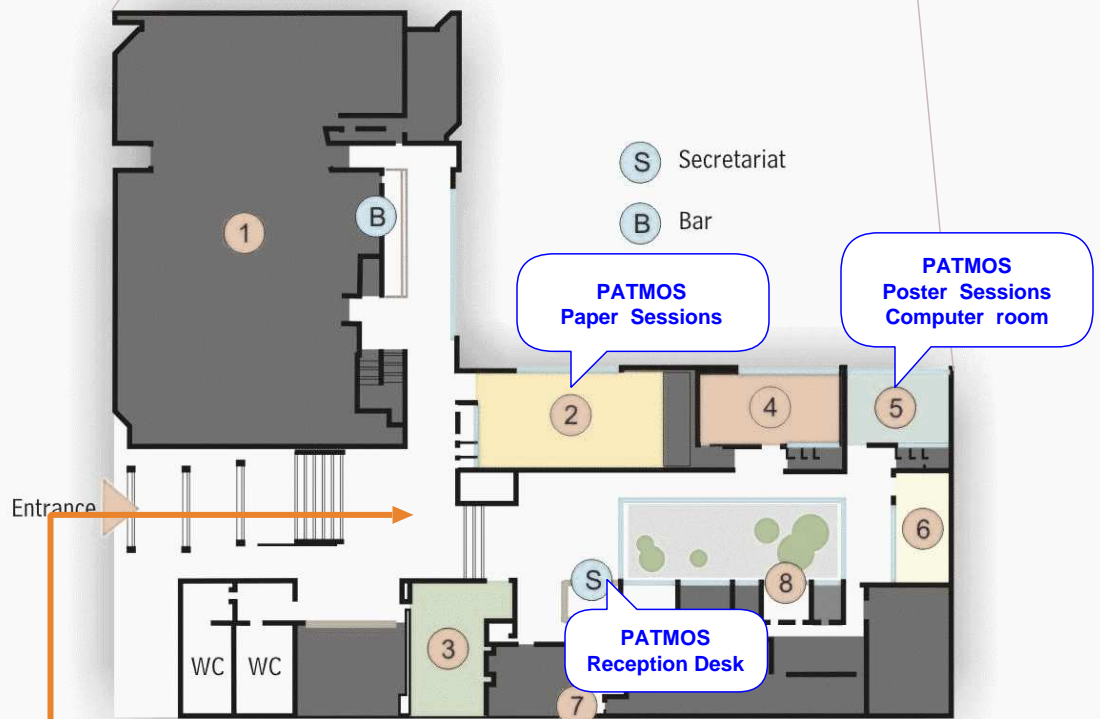 S Secretariat
B Bar
1
B
PATMOS
Paper Sessions
PATMOS
Poster Sessions
Computer room
2
4
5
Entrance
6
S
8
PATMOS
Reception Desk
3
WC
WC
7